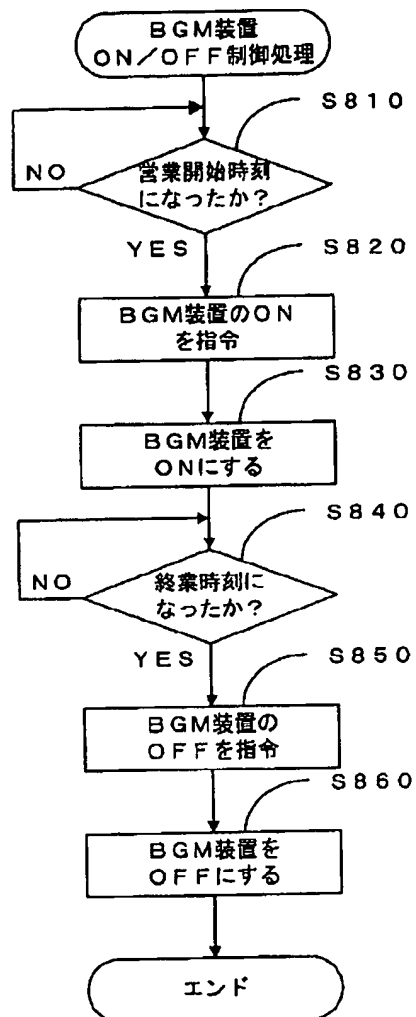 BGM装置
ON/OFF制御処理
S810
NO
営業開始時刻
になったか?
YES
S820
BGM装置のON
を指令
S830
BGM装置を
ONにする
S840
NO
終業時刻に
なったか?
YES
S850
BGM装置の
OFFを指令
S860
BGM装置を
OFFにする
エンド